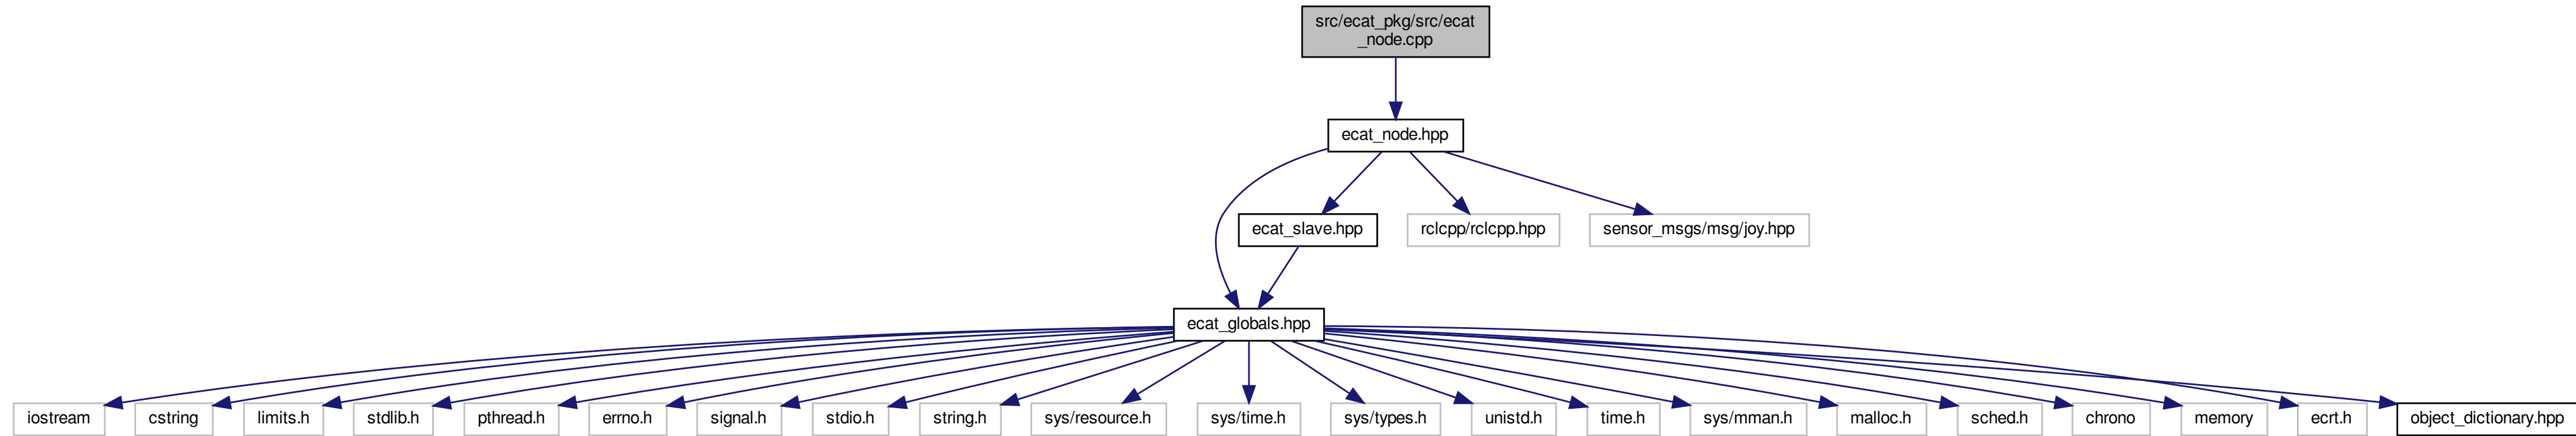 src/ecat_pkg/src/ecat
_node.cpp
ecat_node.hpp
ecat_slave.hpp
rclcpp/rclcpp.hpp
sensor_msgs/msg/joy.hpp
ecat_globals.hpp
iostream
cstring
limits.h
stdlib.h
pthread.h
errno.h
signal.h
stdio.h
string.h
sys/resource.h
sys/time.h
sys/types.h
unistd.h
time.h
sys/mman.h
malloc.h
sched.h
chrono
memory
ecrt.h
object_dictionary.hpp